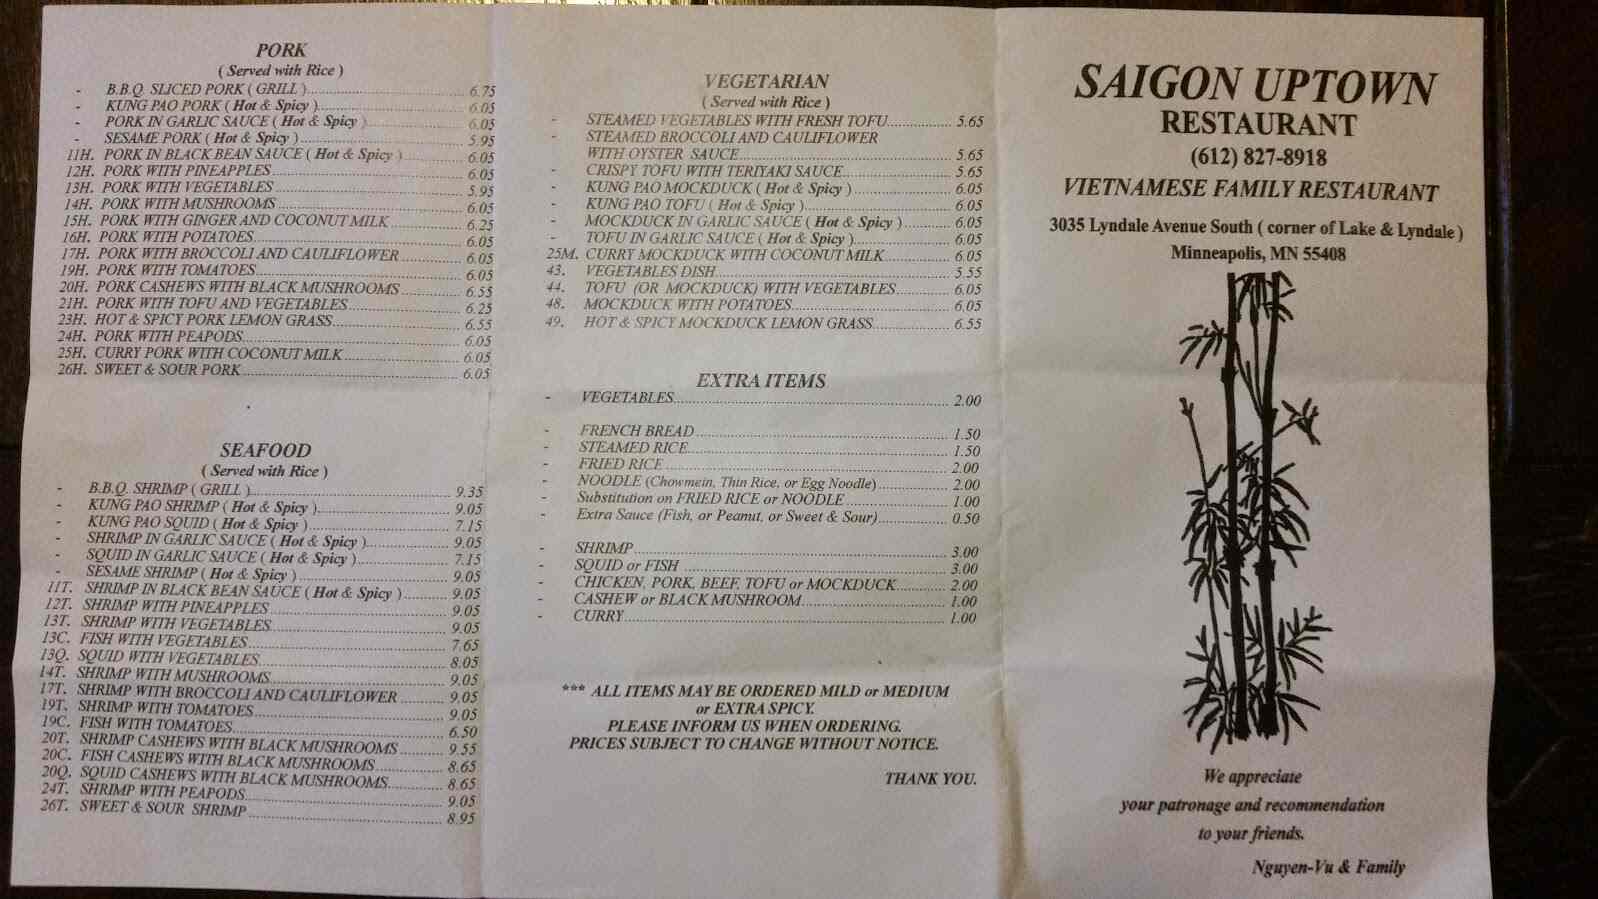 PORK
( Served with Rice )
- B.B.Q. SLICED PORK ( GRILL ) 6.75
- KUNG PAO PORK ( Hot & Spicy ) 6.05
- PORK IN GARLIC SAUCE ( Hot & Spicy ) 6.05
- SESAME PORK ( Hot & Spicy ) 5.95
11H. PORK IN BLACK BEAN SAUCE ( Hot & Spicy ) 6.05
12H. PORK WITH PINEAPPLES 6.05
13H. PORK WITH VEGETABLES 5.95
14H. PORK WITH MUSHROOMS 6.05
15H. PORK WITH GINGER AND COCONUT MILK 6.25
16H. PORK WITH POTATOES 6.05
17H. PORK WITH BROCCOLI AND CAULIFLOWER 6.05
19H. PORK WITH TOMATOES 6.05
20H. PORK CASHEWS WITH BLACK MUSHROOMS 6.55
21H. PORK WITH TOFU AND VEGETABLES 6.25
23H. HOT & SPICY PORK LEMON GRASS 6.55
24H. PORK WITH PEAPODS 6.05
25H. CURRY PORK WITH COCONUT MILK 6.05
26H. SWEET & SOUR PORK 6.05
SEAFOOD
( Served with Rice )
- B.B.Q. SHRIMP ( GRILL ) 9.35
- KUNG PAO SHRIMP ( Hot & Spicy ) 9.05
- KUNG PAO SQUID ( Hot & Spicy ) 7.15
- SHRIMP IN GARLIC SAUCE ( Hot & Spicy ) 9.05
- SQUID IN GARLIC SAUCE ( Hot & Spicy ) 7.15
- SESAME SHRIMP ( Hot & Spicy ) 9.05
11T. SHRIMP IN BLACK BEAN SAUCE ( Hot & Spicy ) 9.05
12T. SHRIMP WITH PINEAPPLES 9.05
13T. SHRIMP WITH VEGETABLES 9.05
13C. FISH WITH VEGETABLES 7.65
13Q. SQUID WITH VEGETABLES 8.05
14T. SHRIMP WITH MUSHROOMS 9.05
17T. SHRIMP WITH BROCCOLI AND CAULIFLOWER 9.05
19T. SHRIMP WITH TOMATOES 9.05
19C. FISH WITH TOMATOES 6.50
20T. SHRIMP CASHEWS WITH BLACK MUSHROOMS 9.55
20C. FISH CASHEWS WITH BLACK MUSHROOMS 8.65
20Q. SQUID CASHEWS WITH BLACK MUSHROOMS 8.65
24T. SHRIMP WITH PEAPODS 9.05
26T. SWEET & SOUR SHRIMP 8.95
VEGETARIAN
( Served with Rice )
- STEAMED VEGETABLES WITH FRESH TOFU 5.65
- STEAMED BROCCOLI AND CAULIFLOWER
WITH OYSTER SAUCE 5.65
- CRISPY TOFU WITH TERIYAKI SAUCE 5.65
- KUNG PAO MOCKDUCK ( Hot & Spicy ) 6.05
- KUNG PAO TOFU ( Hot & Spicy ) 6.05
- MOCKDUCK IN GARLIC SAUCE ( Hot & Spicy ) 6.05
- TOFU IN GARLIC SAUCE ( Hot & Spicy ) 6.05
25M. CURRY MOCKDUCK WITH COCONUT MILK 6.05
43. VEGETABLES DISH 5.55
44. TOFU (OR MOCKDUCK) WITH VEGETABLES 6.05
48. MOCKDUCK WITH POTATOES 6.05
49. HOT & SPICY MOCKDUCK LEMON GRASS 6.55
EXTRA ITEMS
- VEGETABLES 2.00
- FRENCH BREAD 1.50
- STEAMED RICE 1.50
- FRIED RICE 2.00
- NOODLE (Chowmein, Thin Rice, or Egg Noodle) 2.00
- Substitution on FRIED RICE or NOODLE 1.00
- Extra Sauce (Fish, or Peanut, or Sweet & Sour) 0.50
- SHRIMP 3.00
- SQUID or FISH 3.00
- CHICKEN, PORK, BEEF, TOFU or MOCKDUCK 2.00
- CASHEW or BLACK MUSHROOM 1.00
- CURRY 1.00
*** ALL ITEMS MAY BE ORDERED MILD or MEDIUM
or EXTRA SPICY.
PLEASE INFORM US WHEN ORDERING.
PRICES SUBJECT TO CHANGE WITHOUT NOTICE.
THANK YOU.
SAIGON UPTOWN
RESTAURANT
(612) 827-8918
VIETNAMESE FAMILY RESTAURANT
3035 Lyndale Avenue South ( corner of Lake & Lyndale )
Minneapolis, MN 55408
We appreciate
your patronage and recommendation
to your friends.
Nguyen-Vu & Family